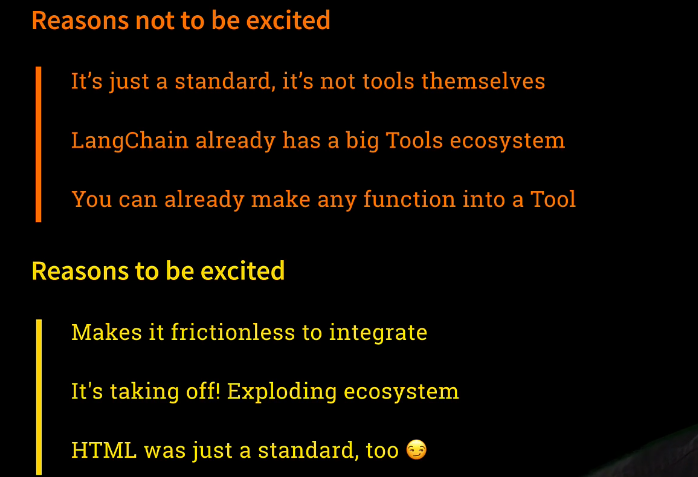 Reasons not to be excited
It’s just a standard, it’s not tools themselves
LangChain already has a big Tools ecosystem
You can already make any function into a Tool
Reasons to be excited
Makes it frictionless to integrate
It's taking off! Exploding ecosystem
HTML was just a standard, too 😏